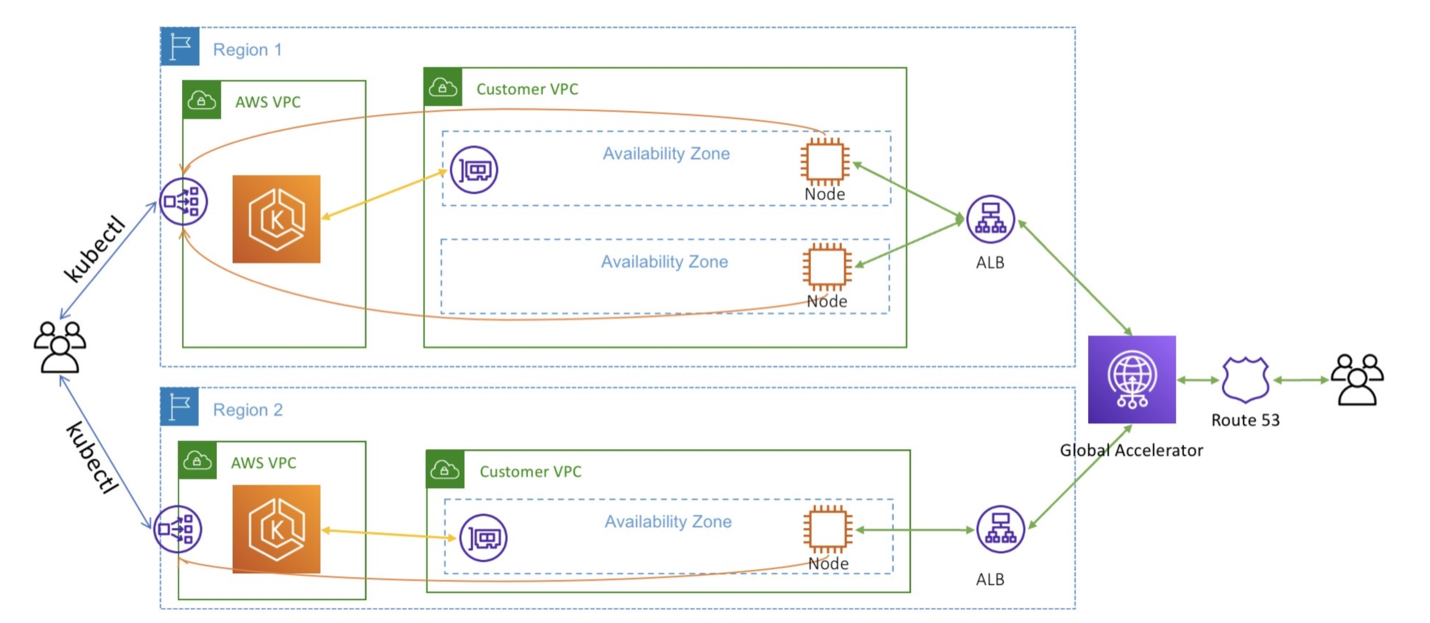 Region 1
AWS VPC
Customer VPC
Availability Zone
Node
kubectl
K
Availability Zone
Node
ALB
Region 2
AWS VPC
Customer VPC
Availability Zone
Node
kubectl
K
ALB
Global Accelerator
Route 53